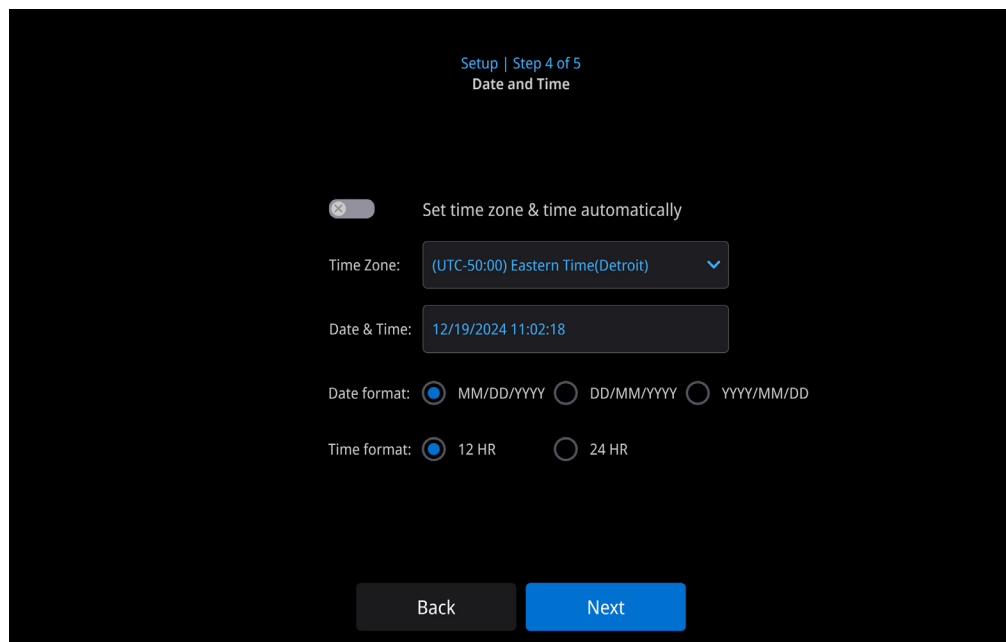 Setup | Step 4 of 5
Date and Time
Set time zone & time automatically
Time Zone: (UTC-50:00) Eastern Time(Detroit)
Date & Time: 12/19/2024 11:02:18
Date format: MM/DD/YYYY DD/MM/YYYY YYYY/MM/DD
Time format: 12 HR 24 HR
Back Next